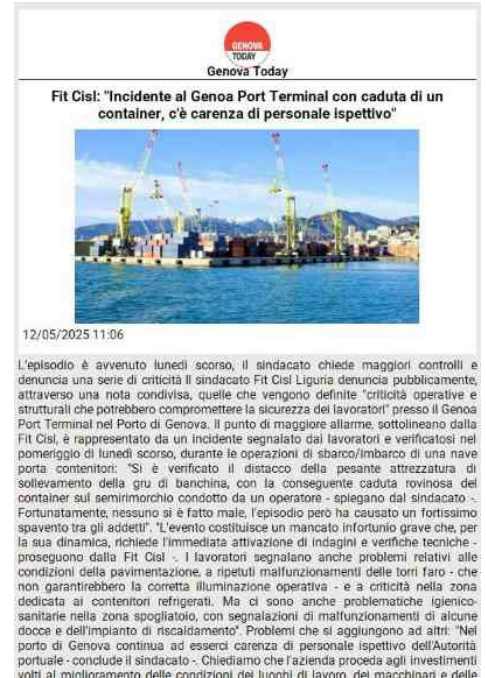 GENOVA
TODAY
Genova Today
Fit Cisl: "Incidente al Genoa Port Terminal con caduta di un
container, c'è carenza di personale ispettivo"
12/05/2025 11:06
L'episodio è avvenuto lunedì scorso, il sindacato chiede maggiori controlli e
denuncia una serie di criticità Il sindacato Fit Cisl Liguria denuncia pubblicamente,
attraverso una nota condivisa, quelle che vengono definite "criticità operative e
strutturali che potrebbero compromettere la sicurezza dei lavoratori" presso il Genoa
Port Terminal nel Porto di Genova. Il punto di maggiore allarme, sottolineano dalla
Fit Cisl, è rappresentato da un incidente segnalato dai lavoratori e verificatosi nel
pomeriggio di lunedì scorso, durante le operazioni di sbarco/imbarco di una nave
porta contenitori: "Si è verificato il distacco della pesante attrezzatura di
sollevamento della gru di banchina, con la conseguente caduta rovinosa del
container sul semirimorchio condotto da un operatore - spiegano dal sindacato -.
Fortunatamente, nessuno si è fatto male, l'episodio però ha causato un fortissimo
spavento tra gli addetti". "L'evento costituisce un mancato infortunio grave che, per
la sua dinamica, richiede l'immediata attivazione di indagini e verifiche tecniche -
proseguono dalla Fit Cisl -. I lavoratori segnalano anche problemi relativi alle
condizioni della pavimentazione, a ripetuti malfunzionamenti delle torri faro - che
non garantirebbero la corretta illuminazione operativa - e a criticità nella zona
dedicata ai contenitori refrigerati. Ma ci sono anche problematiche igienico-
sanitarie nella zona spogliatoio, con segnalazioni di malfunzionamenti di alcune
docce e dell'impianto di riscaldamento". Problemi che si aggiungono ad altri: "Nel
porto di Genova continua ad esserci carenza di personale ispettivo dell'Autorità
portuale - conclude il sindacato -. Chiediamo che l'azienda proceda agli investimenti
volti al miglioramento delle condizioni dei luoghi di lavoro, dei macchinari e delle